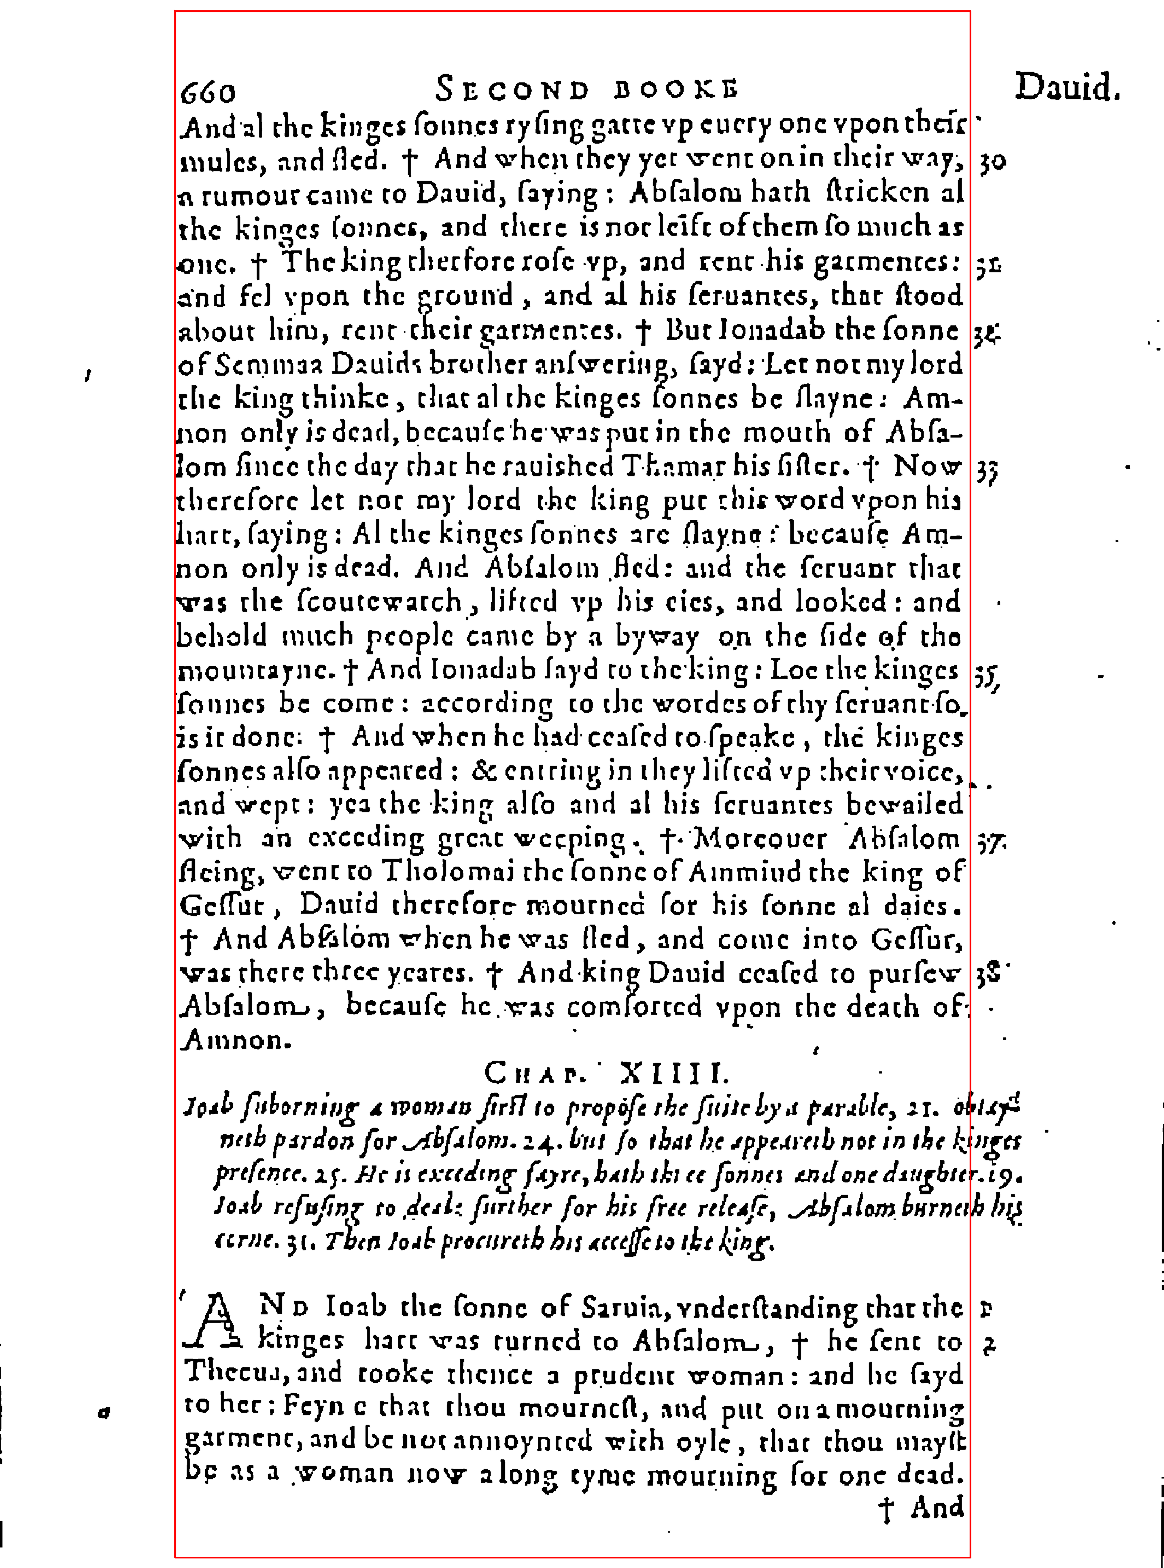 660 SECOND BOOKE Dauid.
And al the kinges ſonnes ryſing gatte vp euery one vpon their
mules, and fled. † And when they yet went on in their way, 30
a rumour came to Dauid, ſaying: Abſalom hath ſtricken al
the kinges ſonnes, and there is not leift of them ſo much as
one. † The king therfore roſe vp, and rent his garmentes: 31
and fel vpon the ground, and al his ſeruantes, that ſtood
about him, rent their garmentes. † But Ionadab the ſonne
of Semmaa Dauids brother anſwering, ſayd: Let not my lord
the king thinke, that al the kinges ſonnes be ſlayne: Am-
non only is dead, becauſe he was put in the mouth of Abſa-
lom ſince the day that he rauiſhed Thamar his ſiſter. † Now 33
therefore let not my lord the king put this word vpon his
hart, ſaying: Al the kinges ſonnes are ſlayne: becauſe Am-
non only is dead. And Abſalom fled: and the ſeruant that
was the ſcoutewatch, lifted vp his eies, and looked: and
behold much people came by a byway on the ſide of the
mountayne. † And Ionadab ſayd to the king: Loe the kinges 35
ſonnes be come: according to the wordes of thy ſeruant ſo
is it done: † And when he had ceaſed to ſpeake, the kinges
ſonnes alſo appeared: & entring in they lifted vp their voice,
and wept: yea the king alſo and al his ſeruantes bewailed
with an exceding great weeping. † Moreouer Abſalom 37
fleing, went to Tholomai the ſonne of Ammiud the king of
Geſſur, Dauid therefore mourned for his ſonne al daies.
† And Abſalom when he was fled, and come into Geſſur,
was there three yeares. † And king Dauid ceaſed to purſew 38
Abſalom, becauſe he was comforted vpon the death of
Amnon.
CHAP. XIIII.
Ioab ſuborning a woman firſt to propoſe the ſuite by a parable, 21. obtay-
neth pardon for Abſalom. 24. but ſo that he appeareth not in the kinges
preſence. 25. He is exceding fayre, hath three ſonnes and one daughter. 29.
Ioab refuſing to deale further for his free releaſe, Abſalom burneth his
corne. 31. Then Ioab procureth his acceſſe to the king.
AND Ioab the ſonne of Saruia, vnderſtanding that the 1
kinges hart was turned to Abſalom, † he ſent to 2
Thecua, and tooke thence a prudent woman: and he ſayd
to her: Feyne that thou mourneſt, and put on a mourning
garment, and be not annoynted with oyle, that thou mayſt
be as a woman now a long tyme mourning for one dead.
† And